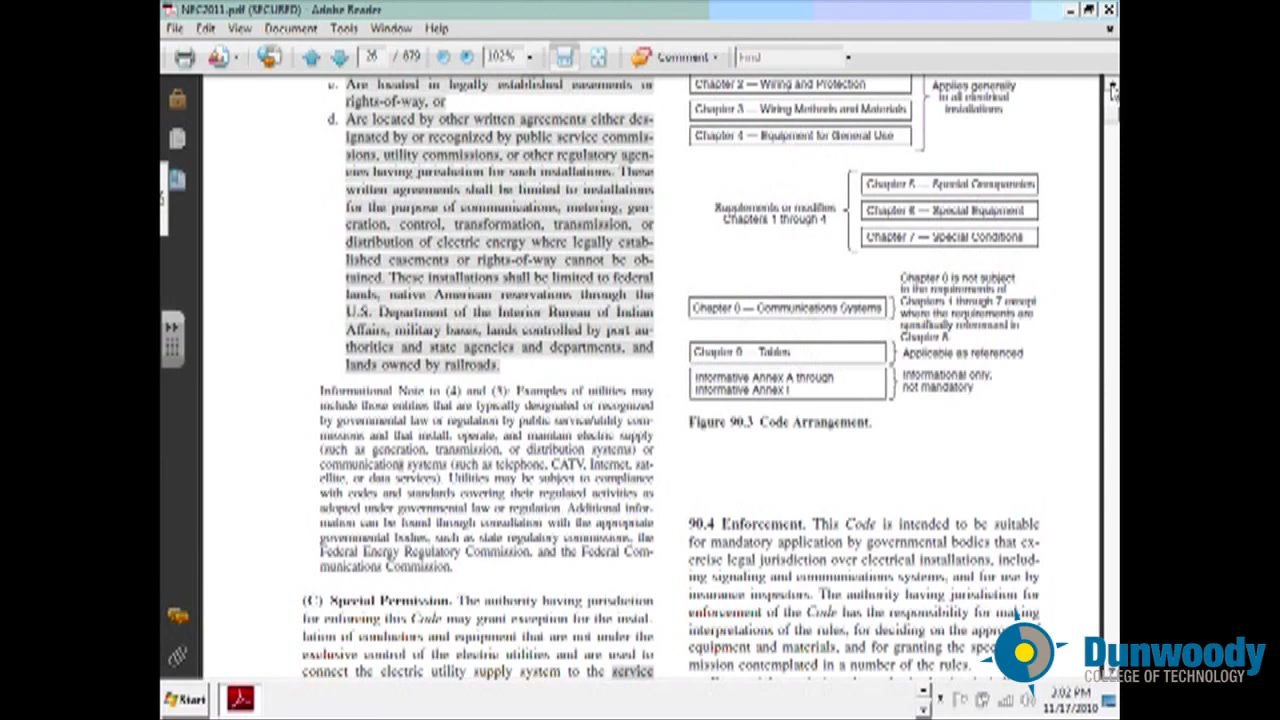 NEC2011.pdf (SECURED) - Adobe Reader
File Edit View Document Tools Window Help
26 / 879 102% Comment Find
c. Are located in legally established easements or
rights-of-way, or
d. Are located by other written agreements either des-
ignated by or recognized by public service commis-
sions, utility commissions, or other regulatory agen-
cies having jurisdiction for such installations. These
written agreements shall be limited to installations
for the purpose of communications, metering, gen-
eration, control, transformation, transmission, or
distribution of electric energy where legally estab-
lished easements or rights-of-way cannot be ob-
tained. These installations shall be limited to federal
lands, native American reservations through the
U.S. Department of the Interior Bureau of Indian
Affairs, military bases, lands controlled by port au-
thorities and state agencies and departments, and
lands owned by railroads.
Informational Note to (4) and (5): Examples of utilities may
include those entities that are typically designated or recognized
by governmental law or regulation by public service/utility com-
missions and that install, operate, and maintain electric supply
(such as generation, transmission, or distribution systems) or
communications systems (such as telephone, CATV, Internet, sat-
ellite, or data services). Utilities may be subject to compliance
with codes and standards covering their regulated activities as
adopted under governmental law or regulation. Additional infor-
mation can be found through consultation with the appropriate
governmental bodies, such as state regulatory commissions, the
Federal Energy Regulatory Commission, and the Federal Com-
munications Commission.
(C) Special Permission. The authority having jurisdiction
for enforcing this Code may grant exception for the instal-
lation of conductors and equipment that are not under the
exclusive control of the electric utilities and are used to
connect the electric utility supply system to the service
Chapter 2 — Wiring and Protection
Chapter 3 — Wiring Methods and Materials
Chapter 4 — Equipment for General Use
Applies generally
to all electrical
installations
Supplements or modifies
Chapters 1 through 4
Chapter 5 — Special Occupancies
Chapter 6 — Special Equipment
Chapter 7 — Special Conditions
Chapter 8 — Communications Systems
Chapter 8 is not subject
to the requirements of
Chapters 1 through 7 except
where the requirements are
specifically referenced in
Chapter 8.
Chapter 9 — Tables
Applicable as referenced
Informative Annex A through
Informative Annex I
Informational only;
not mandatory
Figure 90.3 Code Arrangement.
90.4 Enforcement. This Code is intended to be suitable
for mandatory application by governmental bodies that ex-
ercise legal jurisdiction over electrical installations, includ-
ing signaling and communications systems, and for use by
insurance inspectors. The authority having jurisdiction for
enforcement of the Code has the responsibility for making
interpretations of the rules, for deciding on the
equipment and materials, and for granting the
mission contemplated in a number of the rules.
Dunwoody
COLLEGE OF TECHNOLOGY
Start
3:02 PM
11/17/2010